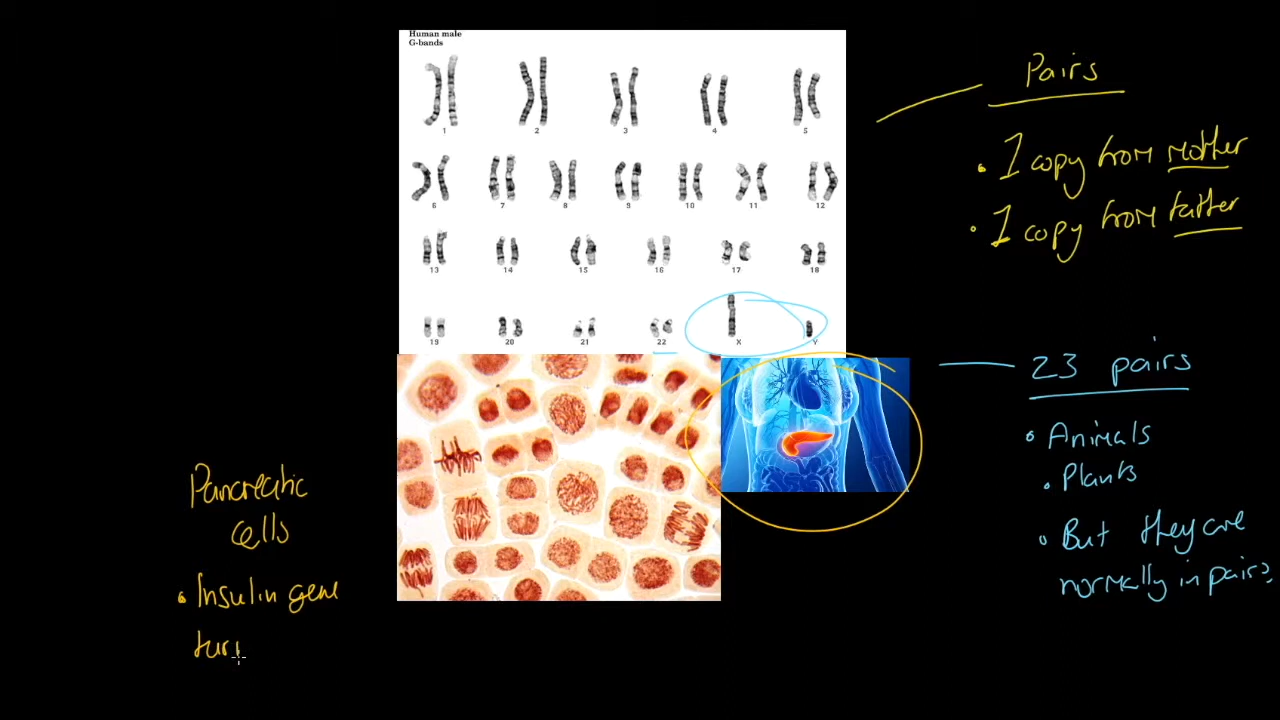 Human male
G-bands
1 2 3 4 5
6 7 8 9 10 11 12
13 14 15 16 17 18
19 20 21 22 X Y
Pairs
• 1 copy from mother
• 1 copy from father
23 pairs
• Animals
• Plants
• But they are
normally in pairs,
Pancreatic
cells
• Insulin gene
tur